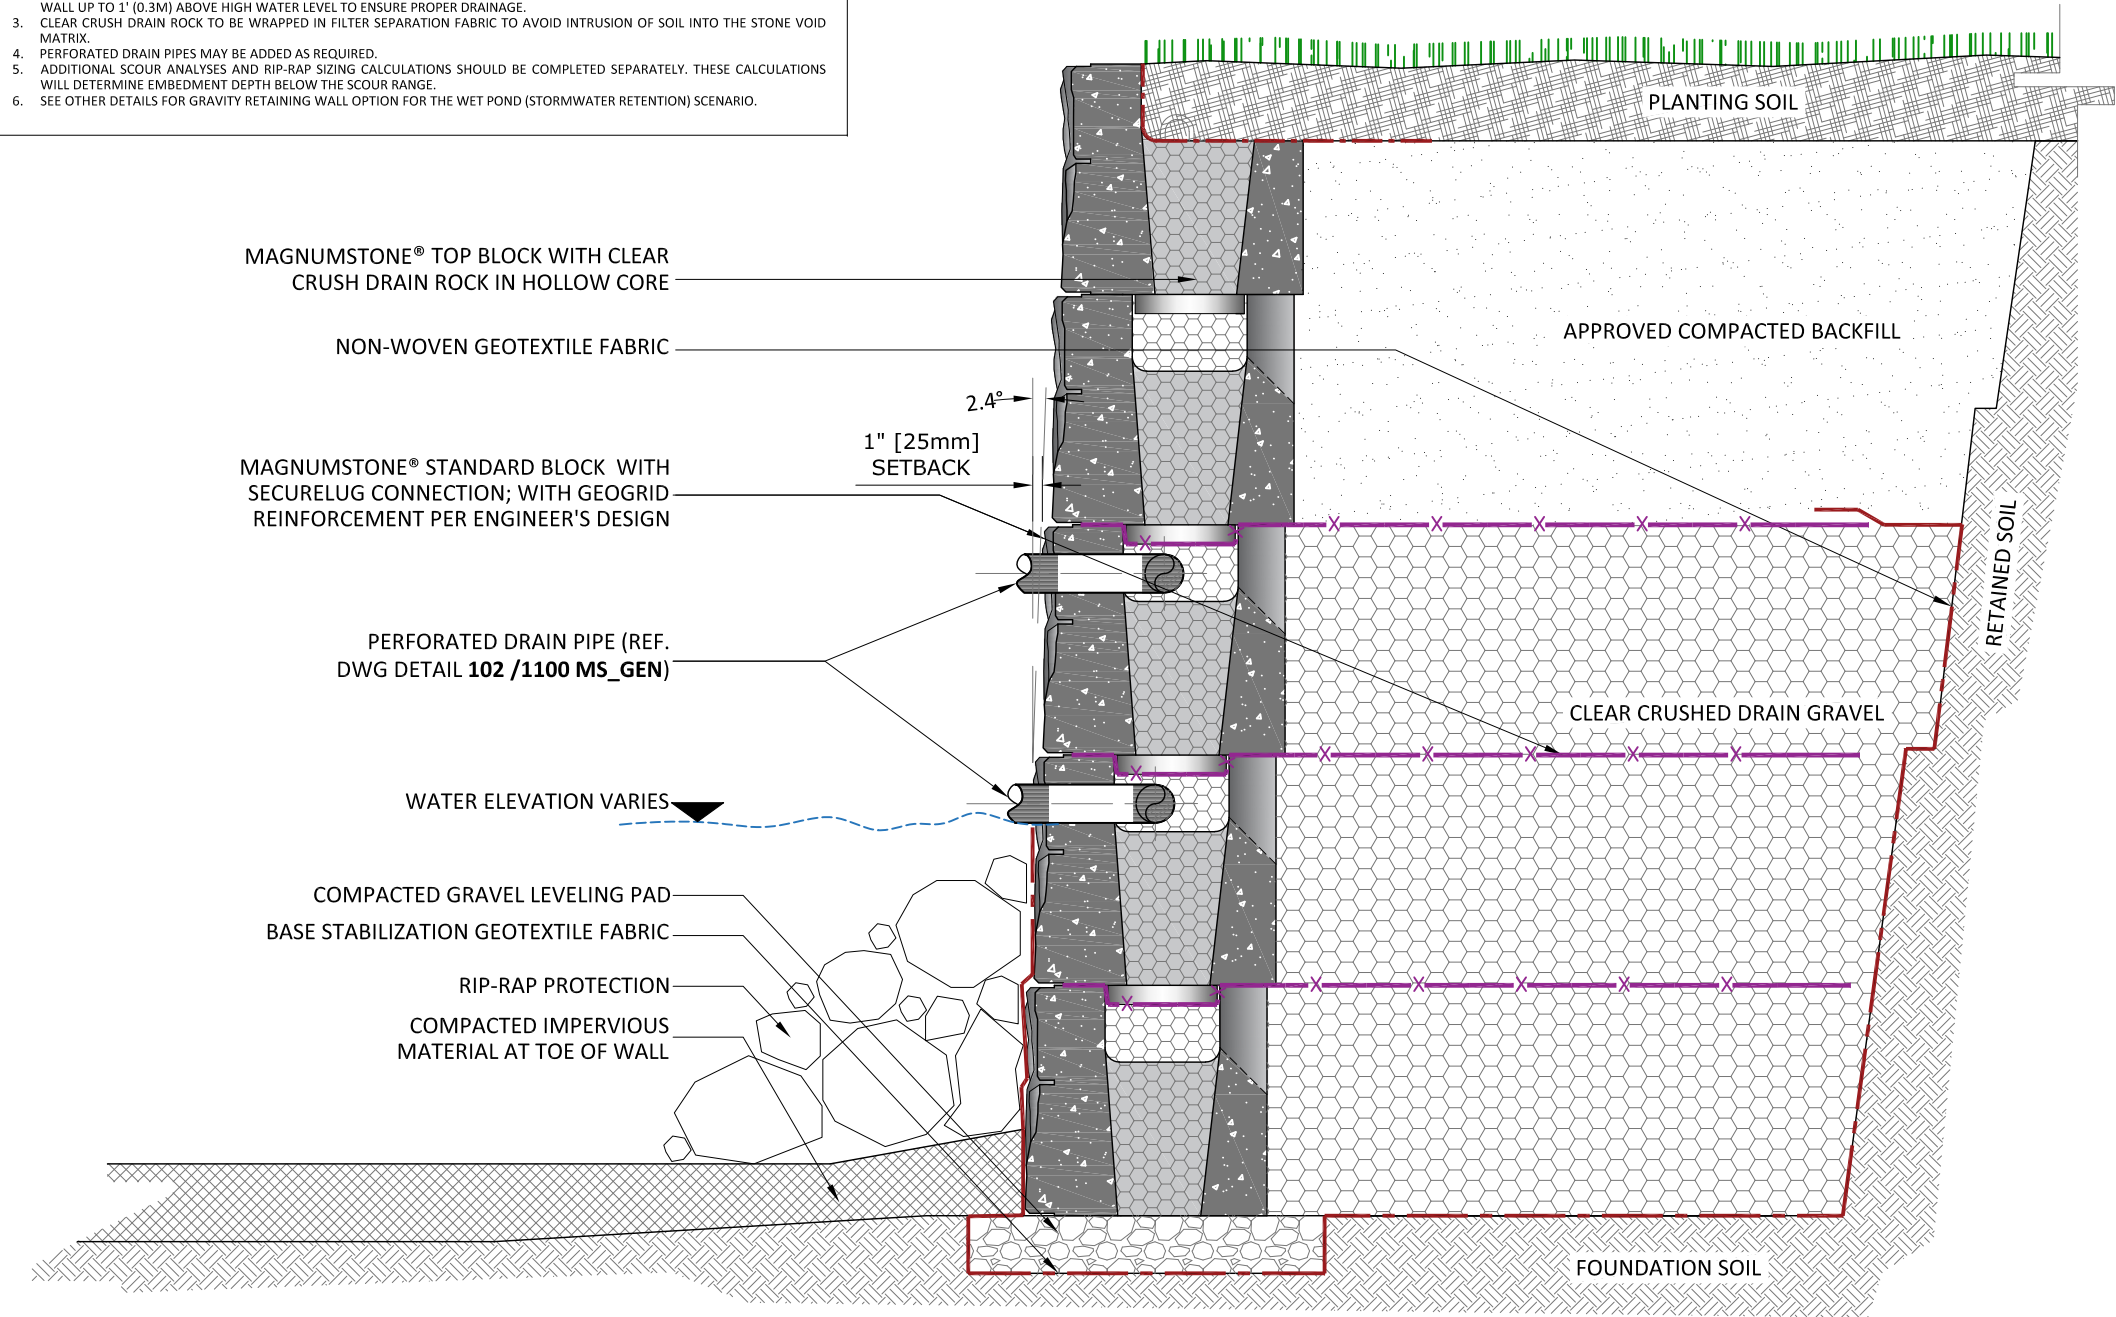 WALL UP TO 1' (0.3M) ABOVE HIGH WATER LEVEL TO ENSURE PROPER DRAINAGE.
3. CLEAR CRUSH DRAIN ROCK TO BE WRAPPED IN FILTER SEPARATION FABRIC TO AVOID INTRUSION OF SOIL INTO THE STONE VOID
MATRIX.
4. PERFORATED DRAIN PIPES MAY BE ADDED AS REQUIRED.
5. ADDITIONAL SCOUR ANALYSES AND RIP-RAP SIZING CALCULATIONS SHOULD BE COMPLETED SEPARATELY. THESE CALCULATIONS
WILL DETERMINE EMBEDMENT DEPTH BELOW THE SCOUR RANGE.
6. SEE OTHER DETAILS FOR GRAVITY RETAINING WALL OPTION FOR THE WET POND (STORMWATER RETENTION) SCENARIO.
PLANTING SOIL
MAGNUMSTONE® TOP BLOCK WITH CLEAR
CRUSH DRAIN ROCK IN HOLLOW CORE
NON-WOVEN GEOTEXTILE FABRIC
APPROVED COMPACTED BACKFILL
2.4°
1" [25mm]
SETBACK
MAGNUMSTONE® STANDARD BLOCK WITH
SECURELUG CONNECTION; WITH GEOGRID
REINFORCEMENT PER ENGINEER'S DESIGN
RETAINED SOIL
PERFORATED DRAIN PIPE (REF.
DWG DETAIL 102 /1100 MS_GEN)
CLEAR CRUSHED DRAIN GRAVEL
WATER ELEVATION VARIES
COMPACTED GRAVEL LEVELING PAD
BASE STABILIZATION GEOTEXTILE FABRIC
RIP-RAP PROTECTION
COMPACTED IMPERVIOUS
MATERIAL AT TOE OF WALL
FOUNDATION SOIL